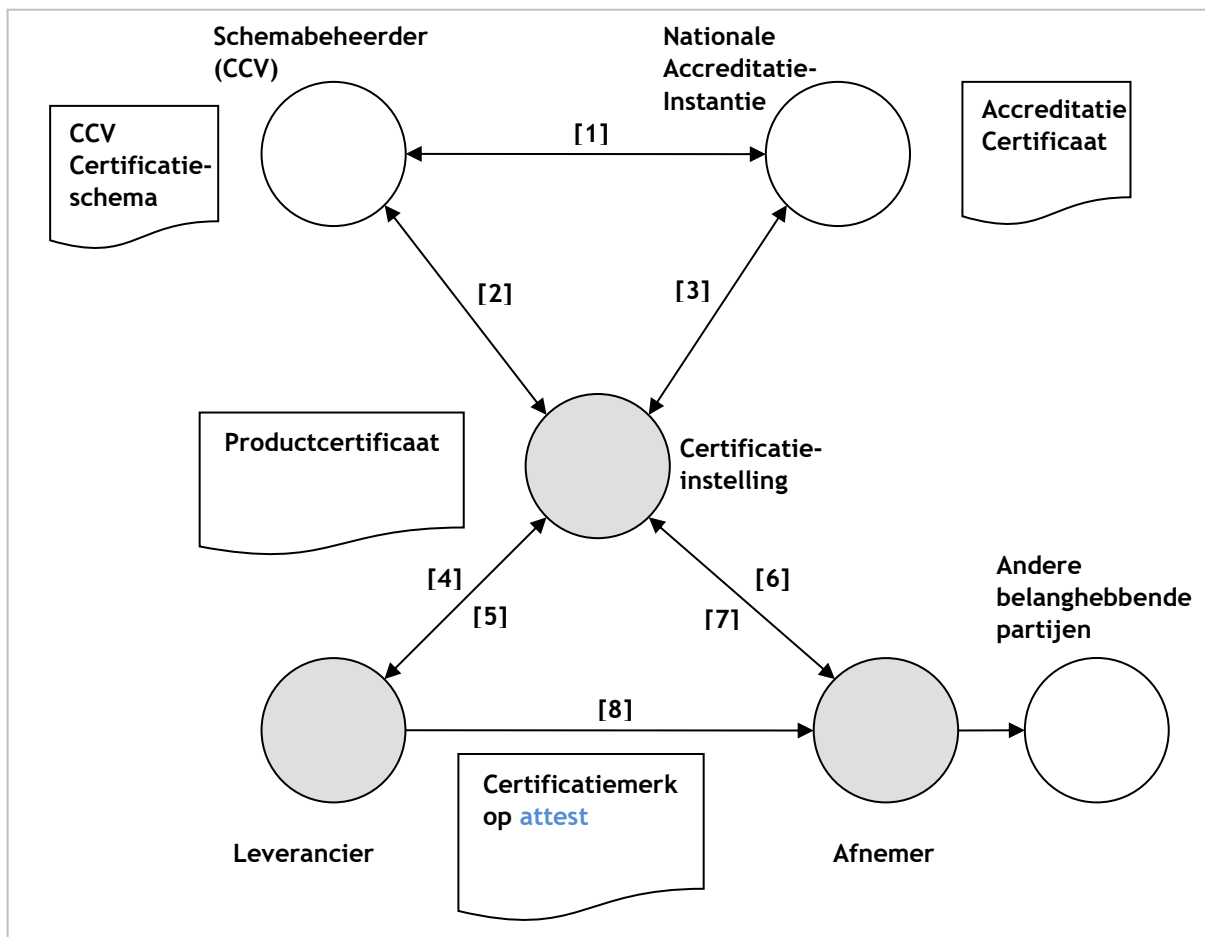 Schemabeheerder
(CCV)
Nationale
Accreditatie-
Instantie
CCV
Certificatie-
schema
[1]
Accreditatie
Certificaat
[2]
[3]
Productcertificaat
Certificatie-
instelling
[4]
[5]
[6]
[7]
Andere
belanghebbende
partijen
[8]
Certificatiemerk
op attest
Leverancier
Afnemer